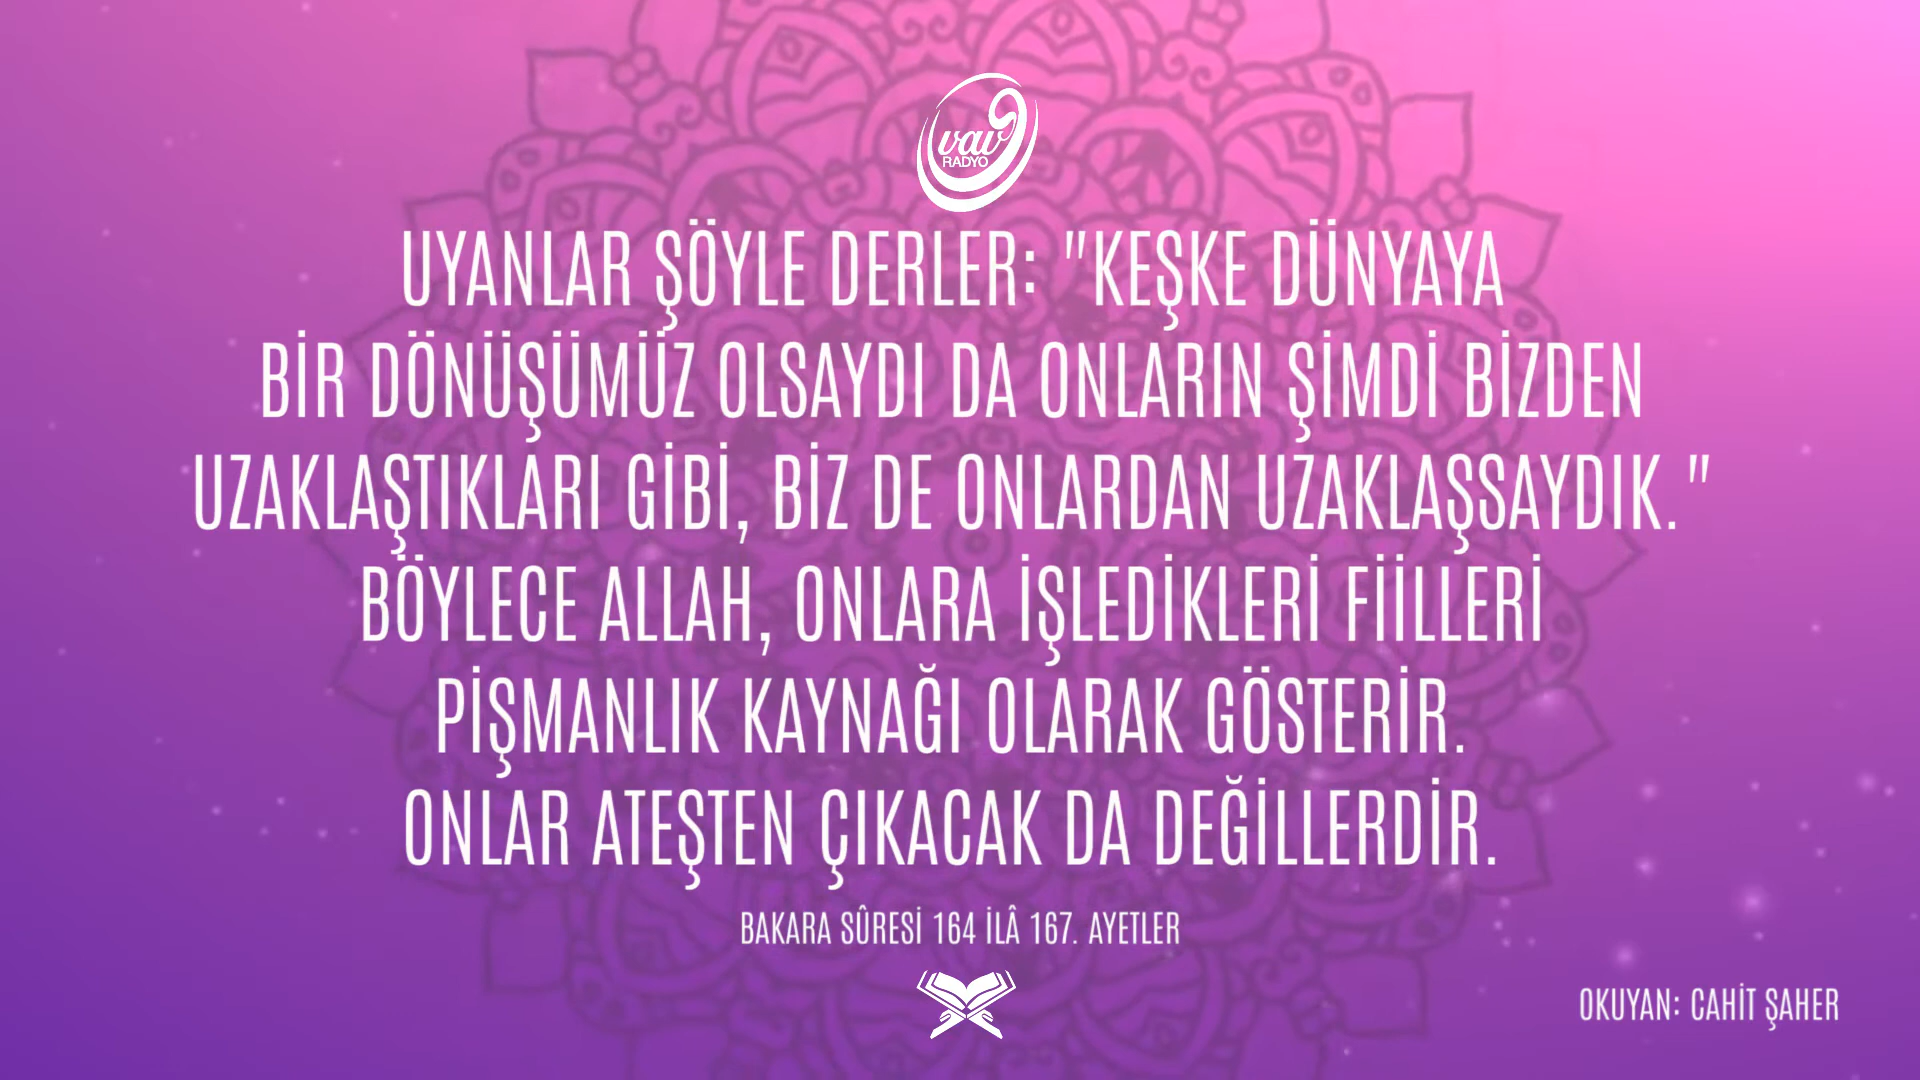 vav
RADYO
UYANLAR ŞÖYLE DERLER: "KEŞKE DÜNYAYA
BİR DÖNÜŞÜMÜZ OLSAYDI DA ONLARIN ŞİMDİ BİZDEN
UZAKLAŞTIKLARI GİBİ, BİZ DE ONLARDAN UZAKLAŞSAYDIK."
BÖYLECE ALLAH, ONLARA İŞLEDİKLERİ FİİLLERİ
PİŞMANLIK KAYNAĞI OLARAK GÖSTERİR.
ONLAR ATEŞTEN ÇIKACAK DA DEĞİLLERDİR.
BAKARA SÛRESİ 164 İLÂ 167. AYETLER
OKUYAN: CAHİT ŞAHER